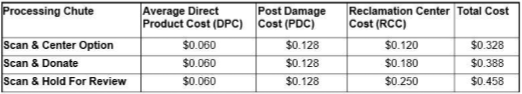 Processing Chute Average Direct Product Cost (DPC) Post Damage Cost (PDC) Reclamation Center Cost (RCC) Total Cost
Scan & Center Option $0.060 $0.128 $0.120 $0.328
Scan & Donate $0.060 $0.128 $0.180 $0.388
Scan & Hold For Review $0.060 $0.128 $0.250 $0.458